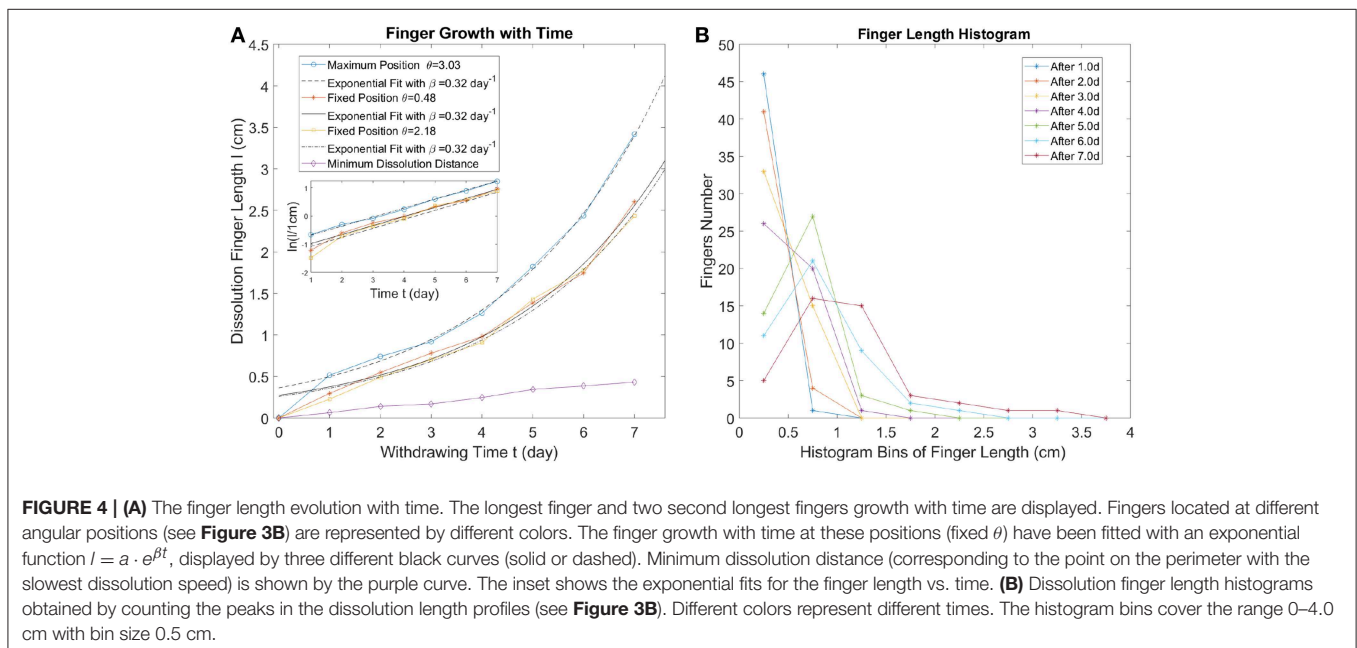 A
Finger Growth with Time
4.5
4
3.5
3
2.5
2
1.5
1
0.5
0
Dissolution Finger Length l (cm)
Maximum Position θ=3.03
Exponential Fit with β =0.32 day-1
Fixed Position θ=0.48
Exponential Fit with β =0.32 day-1
Fixed Position θ=2.18
Exponential Fit with β =0.32 day-1
Minimum Dissolution Distance
1
0
-1
-2
ln(l/1cm)
1 2 3 4 5 6 7
Time t (day)
0 1 2 3 4 5 6 7
Withdrawing Time t (day)
B
Finger Length Histogram
50
45
40
35
30
25
20
15
10
5
0
Fingers Number
After 1.0d
After 2.0d
After 3.0d
After 4.0d
After 5.0d
After 6.0d
After 7.0d
0 0.5 1 1.5 2 2.5 3 3.5 4
Histogram Bins of Finger Length (cm)
FIGURE 4 | (A) The finger length evolution with time. The longest finger and two second longest fingers growth with time are displayed. Fingers located at different
angular positions (see Figure 3B) are represented by different colors. The finger growth with time at these positions (fixed θ) have been fitted with an exponential
function l = a · eβt, displayed by three different black curves (solid or dashed). Minimum dissolution distance (corresponding to the point on the perimeter with the
slowest dissolution speed) is shown by the purple curve. The inset shows the exponential fits for the finger length vs. time. (B) Dissolution finger length histograms
obtained by counting the peaks in the dissolution length profiles (see Figure 3B). Different colors represent different times. The histogram bins cover the range 0–4.0
cm with bin size 0.5 cm.